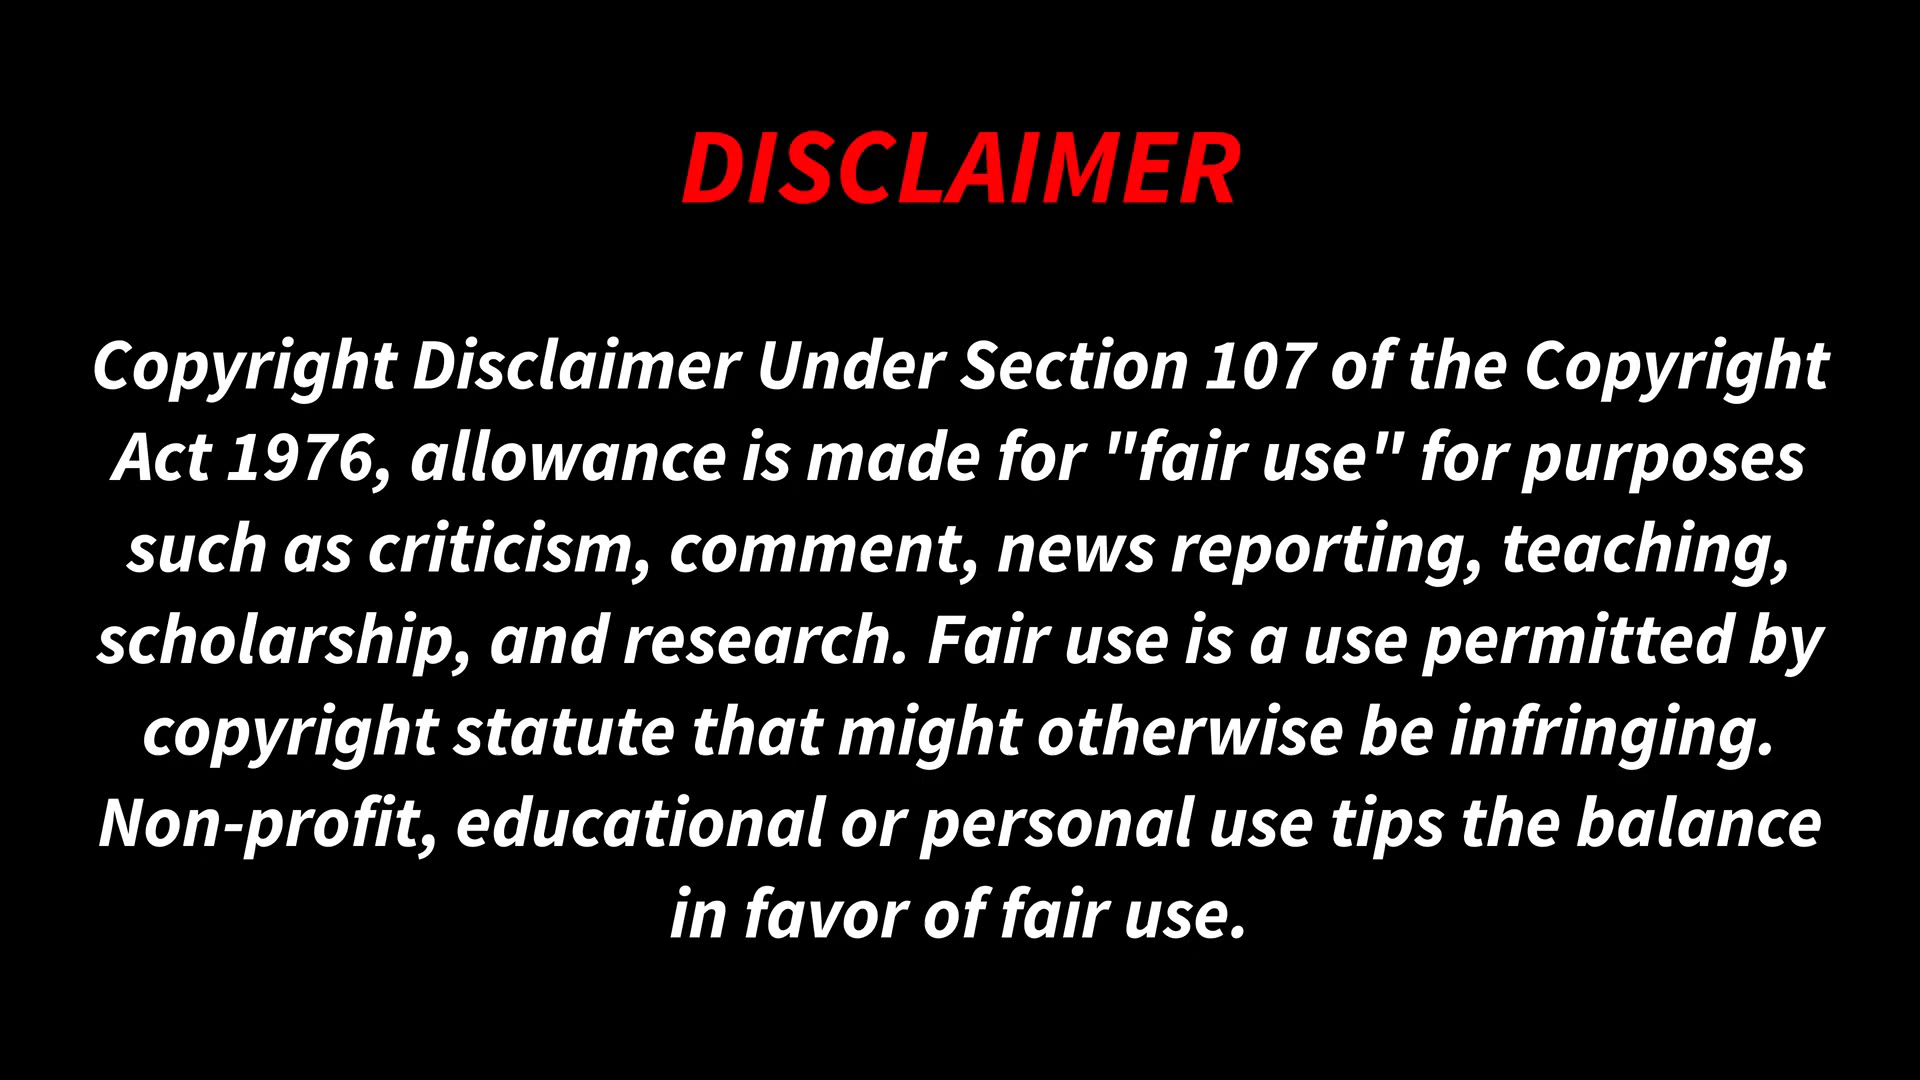 DISCLAIMER
Copyright Disclaimer Under Section 107 of the Copyright
Act 1976, allowance is made for "fair use" for purposes
such as criticism, comment, news reporting, teaching,
scholarship, and research. Fair use is a use permitted by
copyright statute that might otherwise be infringing.
Non-profit, educational or personal use tips the balance
in favor of fair use.